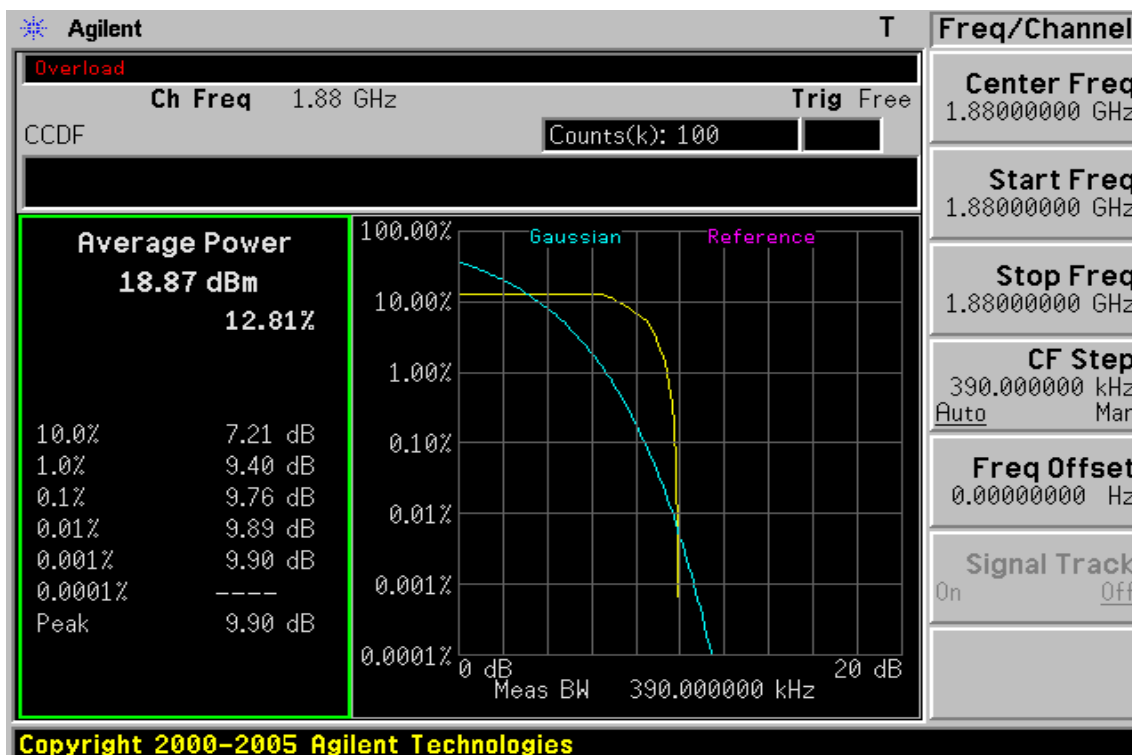 Agilent T
Overload
Ch Freq 1.88 GHz Trig Free
CCDF Counts(k): 100
Average Power
18.87 dBm
12.81%
10.0% 7.21 dB
1.0% 9.40 dB
0.1% 9.76 dB
0.01% 9.89 dB
0.001% 9.90 dB
0.0001% ----
Peak 9.90 dB
Gaussian Reference
100.00%
10.00%
1.00%
0.10%
0.01%
0.001%
0.0001%
0 dB 20 dB
Meas BW 390.000000 kHz
Freq/Channel
Center Freq
1.88000000 GHz
Start Freq
1.88000000 GHz
Stop Freq
1.88000000 GHz
CF Step
390.000000 kHz
Auto Man
Freq Offset
0.00000000 Hz
Signal Track
On Off
Copyright 2000-2005 Agilent Technologies